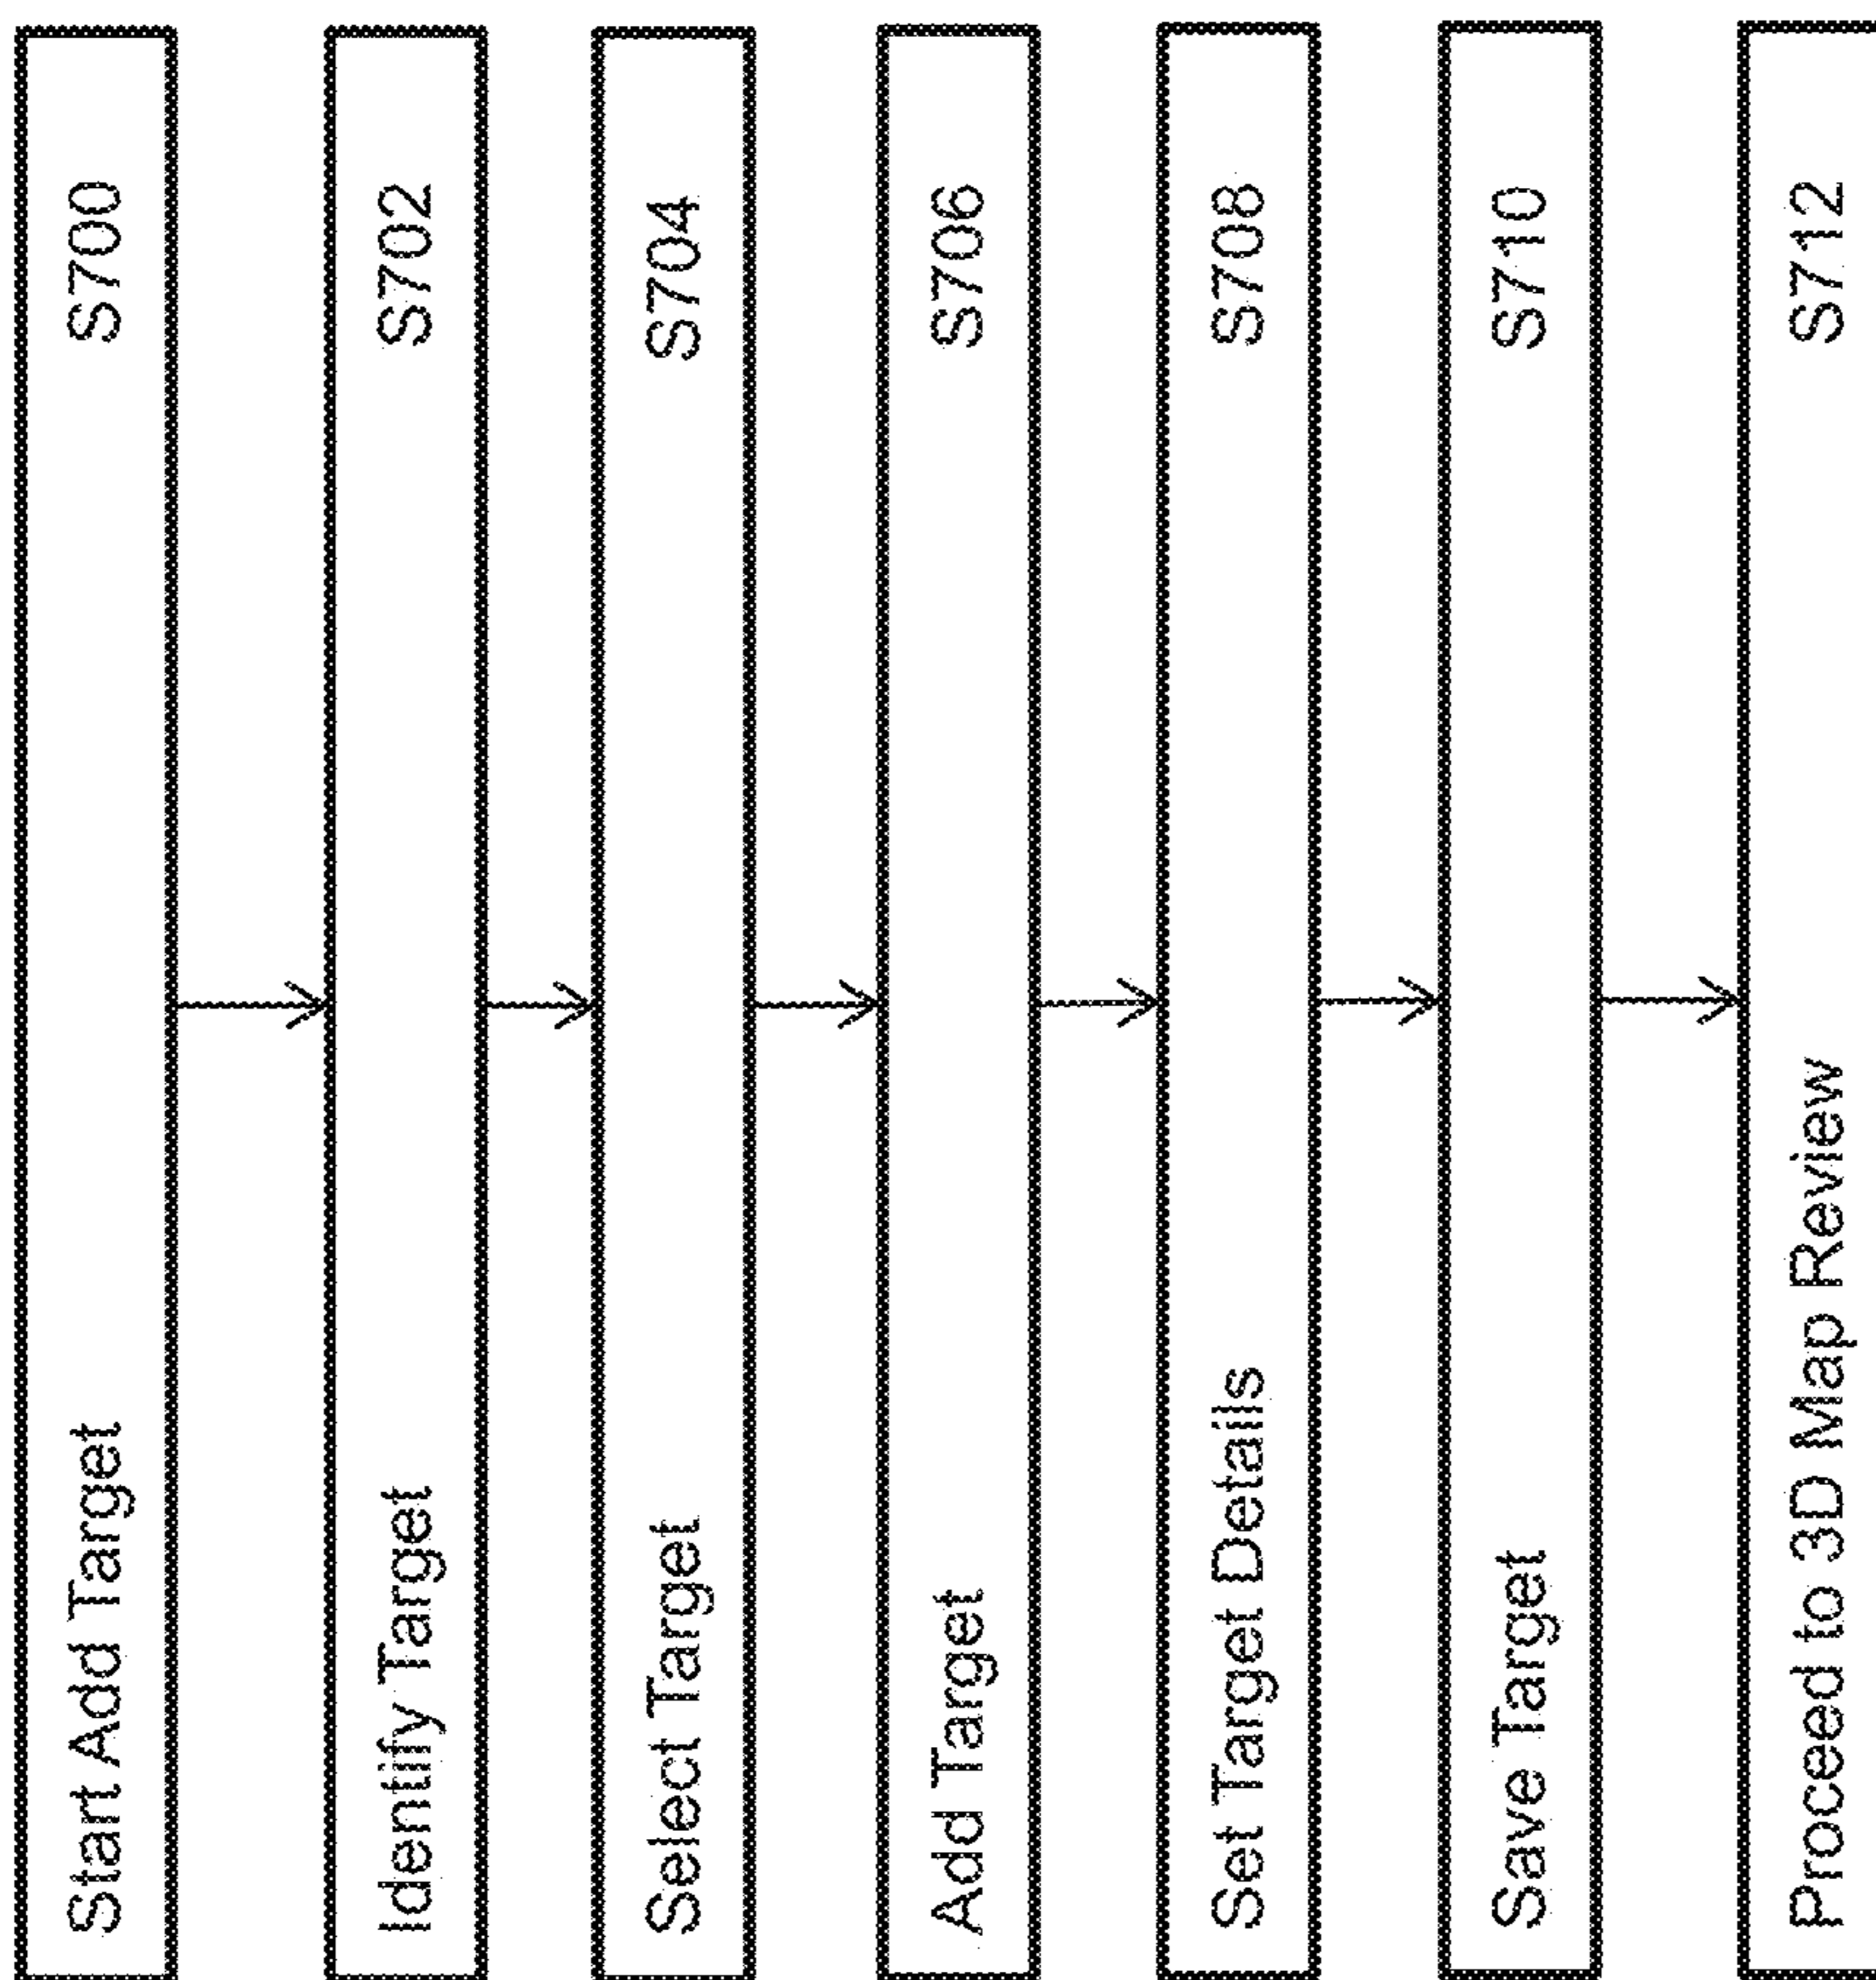 Start Add Target S700
Identify Target S702
Select Target S704
Add Target S706
Set Target Details S708
Save Target S710
Proceed to 3D Map Review S712